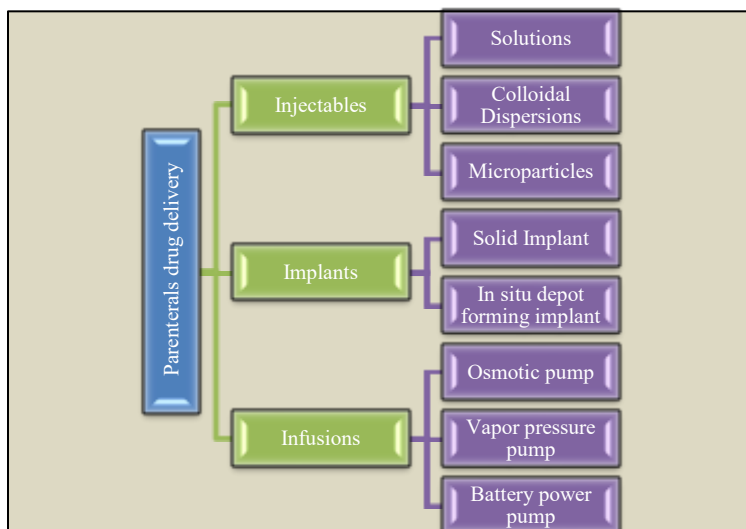 Parenterals drug delivery
Injectables
Solutions
Colloidal
Dispersions
Microparticles
Implants
Solid Implant
In situ depot
forming implant
Infusions
Osmotic pump
Vapor pressure
pump
Battery power
pump